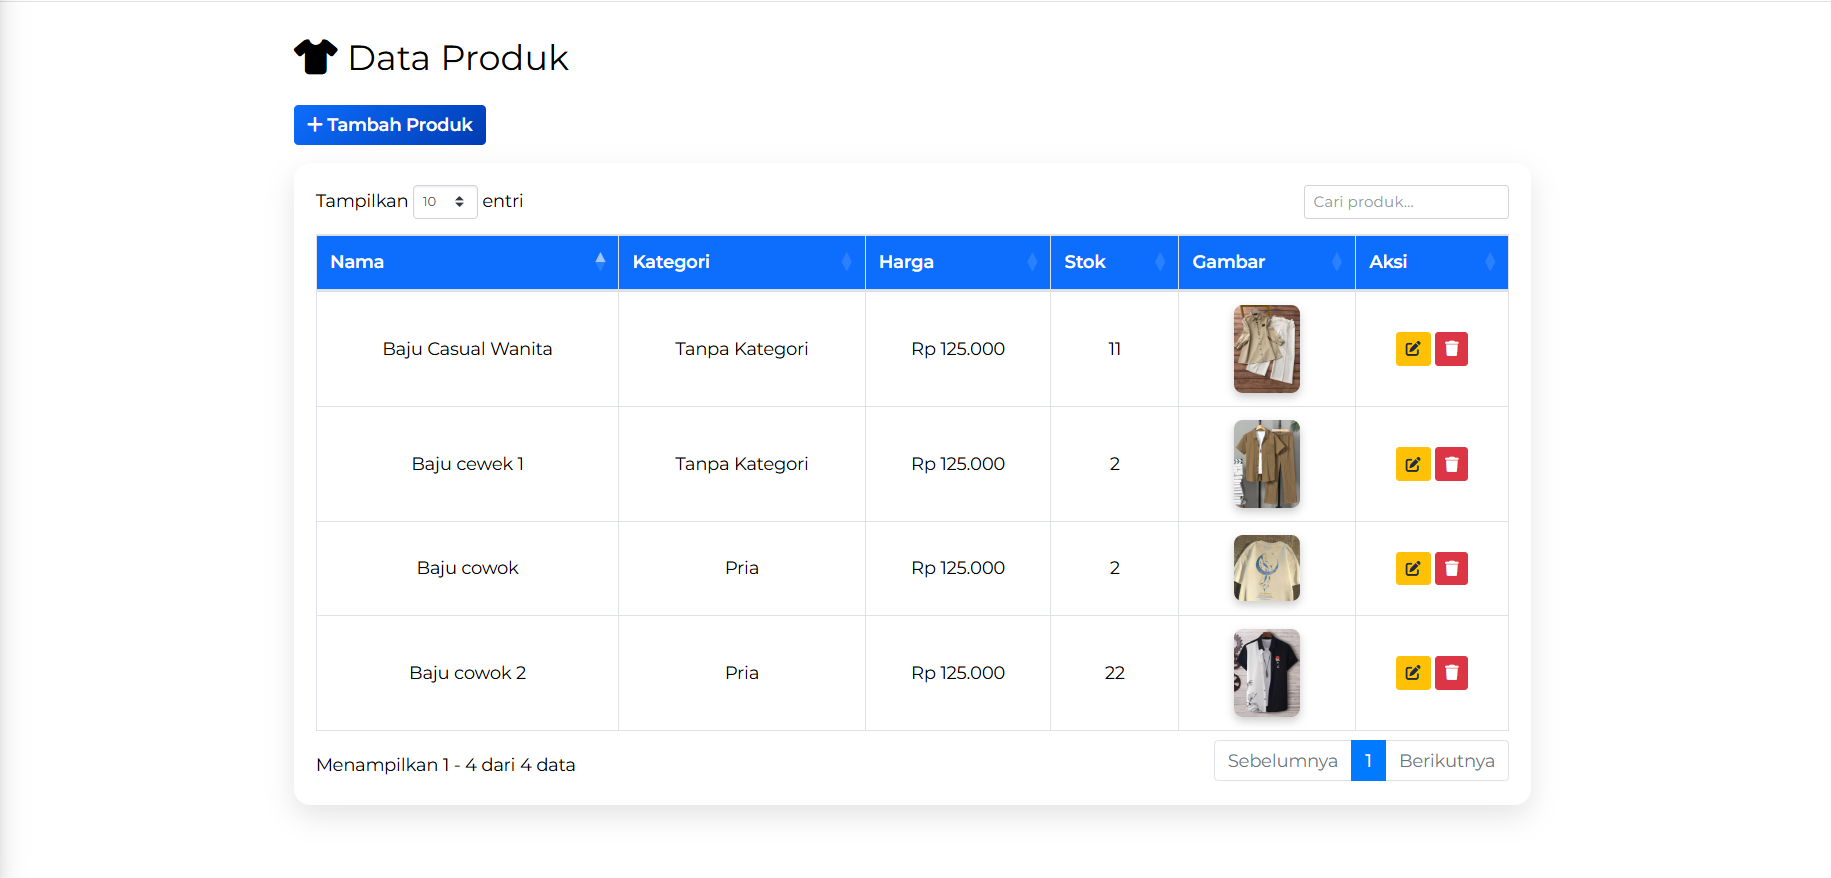 Data Produk
+ Tambah Produk
Tampilkan 10 entri
Cari produk...
Nama Kategori Harga Stok Gambar Aksi
Baju Casual Wanita Tanpa Kategori Rp 125.000 11
Baju cewek 1 Tanpa Kategori Rp 125.000 2
Baju cowok Pria Rp 125.000 2
Baju cowok 2 Pria Rp 125.000 22
Menampilkan 1 - 4 dari 4 data
Sebelumnya 1 Berikutnya